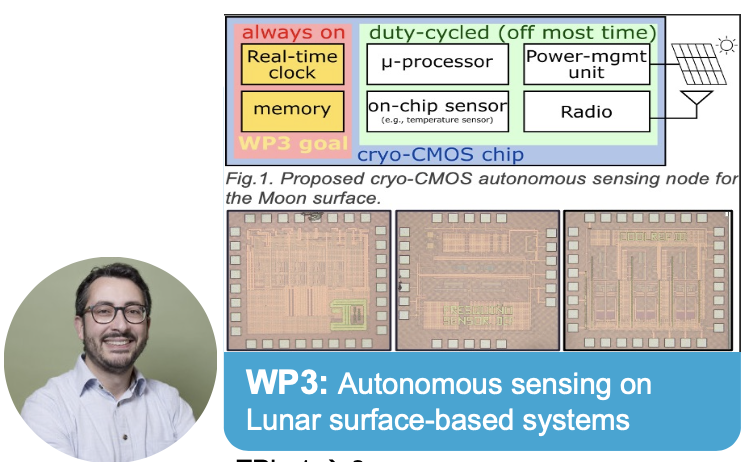 always on
duty-cycled (off most time)
Real-time
clock
µ-processor
Power-mgmt
unit
memory
on-chip sensor
(e.g., temperature sensor)
Radio
WP3 goal
cryo-CMOS chip
Fig.1. Proposed cryo-CMOS autonomous sensing node for
the Moon surface.
WP3: Autonomous sensing on
Lunar surface-based systems